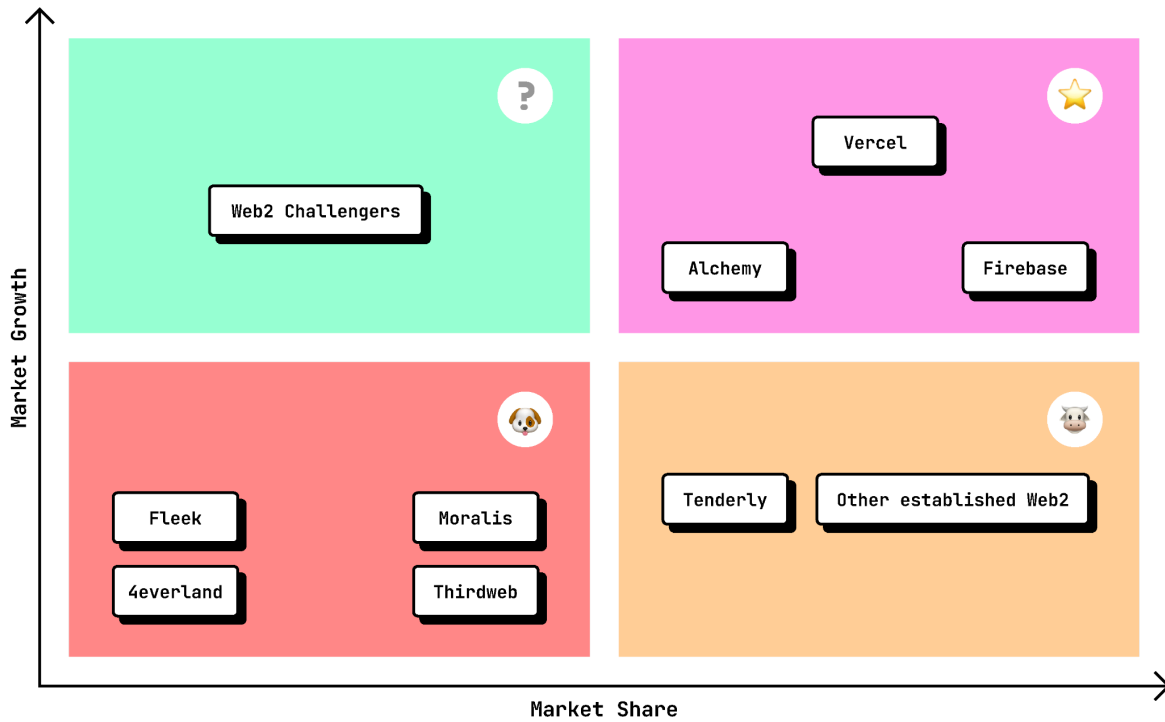 ?
Vercel
Web2 Challengers
Alchemy
Firebase
Market Growth
Tenderly
Other established Web2
Fleek
Moralis
4everland
Thirdweb
Market Share